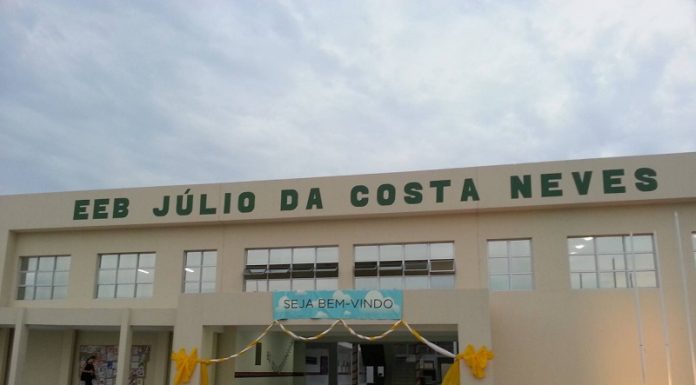 EEB JÚLIO DA COSTA NEVES
SEJA BEM-VINDO